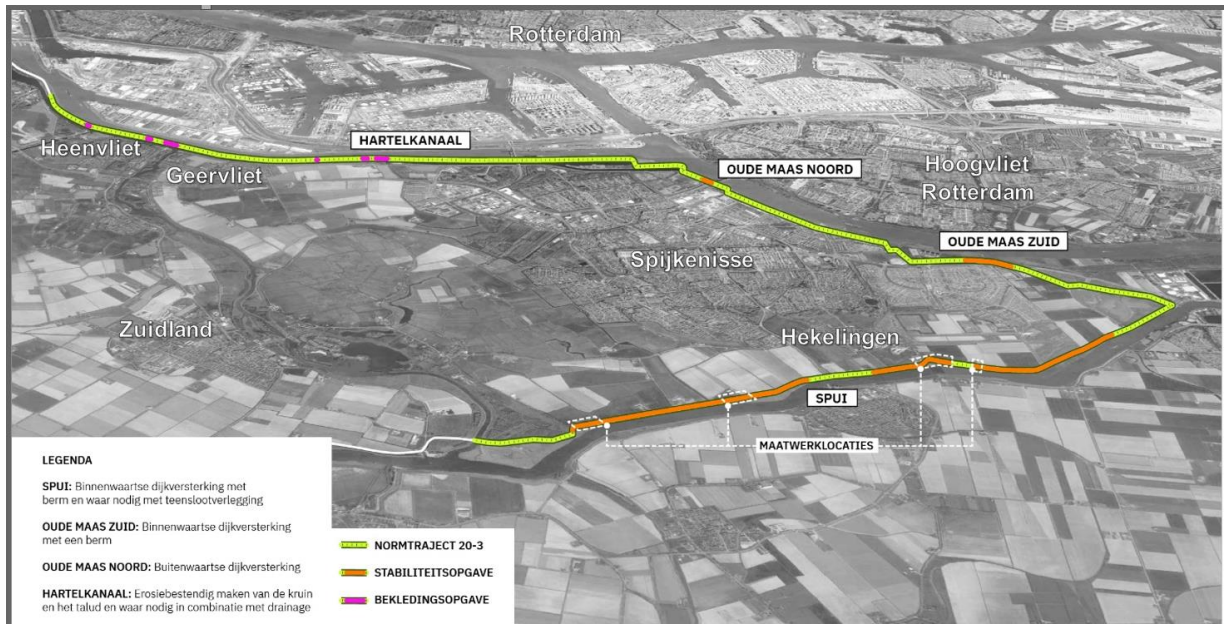 Rotterdam
HARTELKANAAL
Heenvliet
Geervliet
OUDE MAAS NOORD
Hoogvliet
Rotterdam
OUDE MAAS ZUID
Spijkenisse
Zuidland
Hekelingen
SPUI
MAATWERKLOCATIES
LEGENDA
SPUI: Binnenwaartse dijkversterking met
berm en waar nodig met teenslootverlegging
OUDE MAAS ZUID: Binnenwaartse dijkversterking
met een berm
OUDE MAAS NOORD: Buitenwaartse dijkversterking
HARTELKANAAL: Erosiebestendig maken van de kruin
en het talud en waar nodig in combinatie met drainage
NORMTRAJECT 20-3
STABILITEITSOPGAVE
BEKLEDINGSOPGAVE